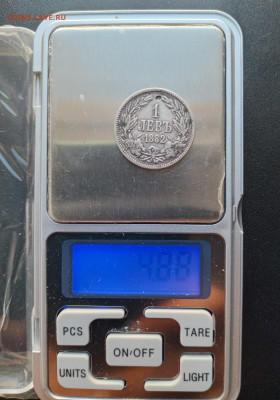 1
ЛЕВЪ
1882
4.88
PCS
TARE
ON/OFF
UNITS
LIGHT